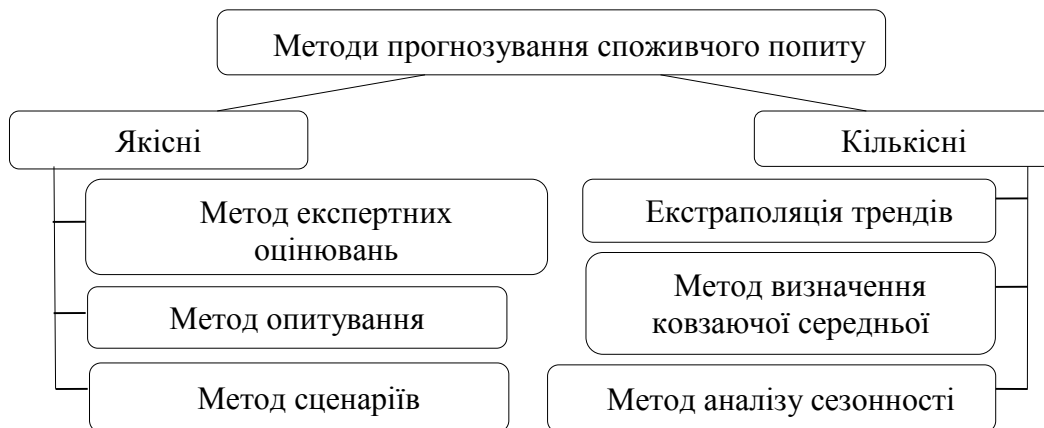 Методи прогнозування споживчого попиту
Якісні
Кількісні
Метод експертних
оцінювань
Метод опитування
Метод сценаріїв
Екстраполяція трендів
Метод визначення
ковзаючої середньої
Метод аналізу сезонності